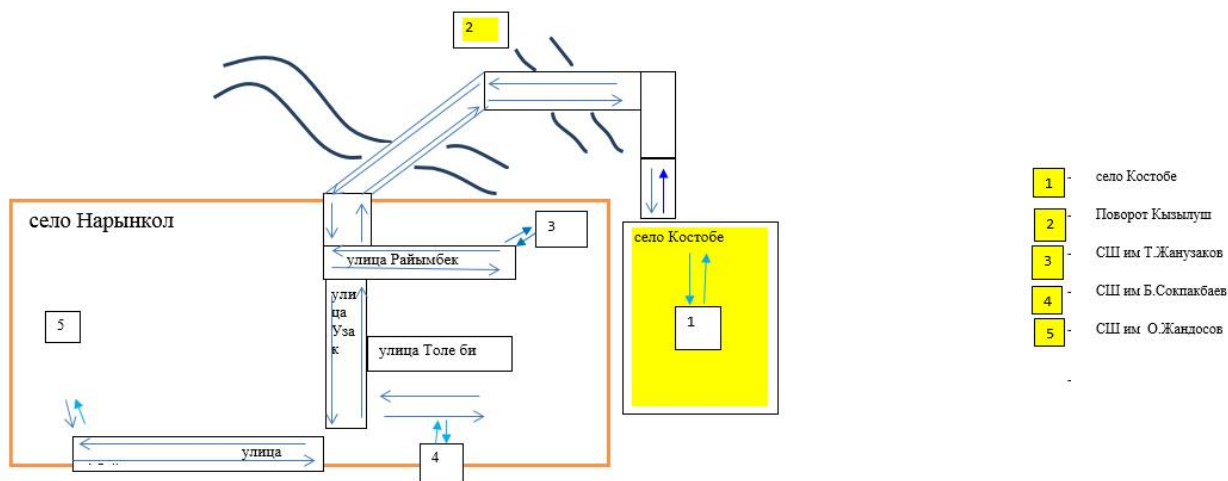 2
село Нарынкол
3
улица Райымбек
ули
ца
Уза
к
5
улица Толе би
улица
4
село Костобе
1
1 - село Костобе
2 - Поворот Кызылуш
3 - СШ им Т.Жанузаков
4 - СШ им Б.Сокпакбаев
5 - СШ им О.Жандосов
-